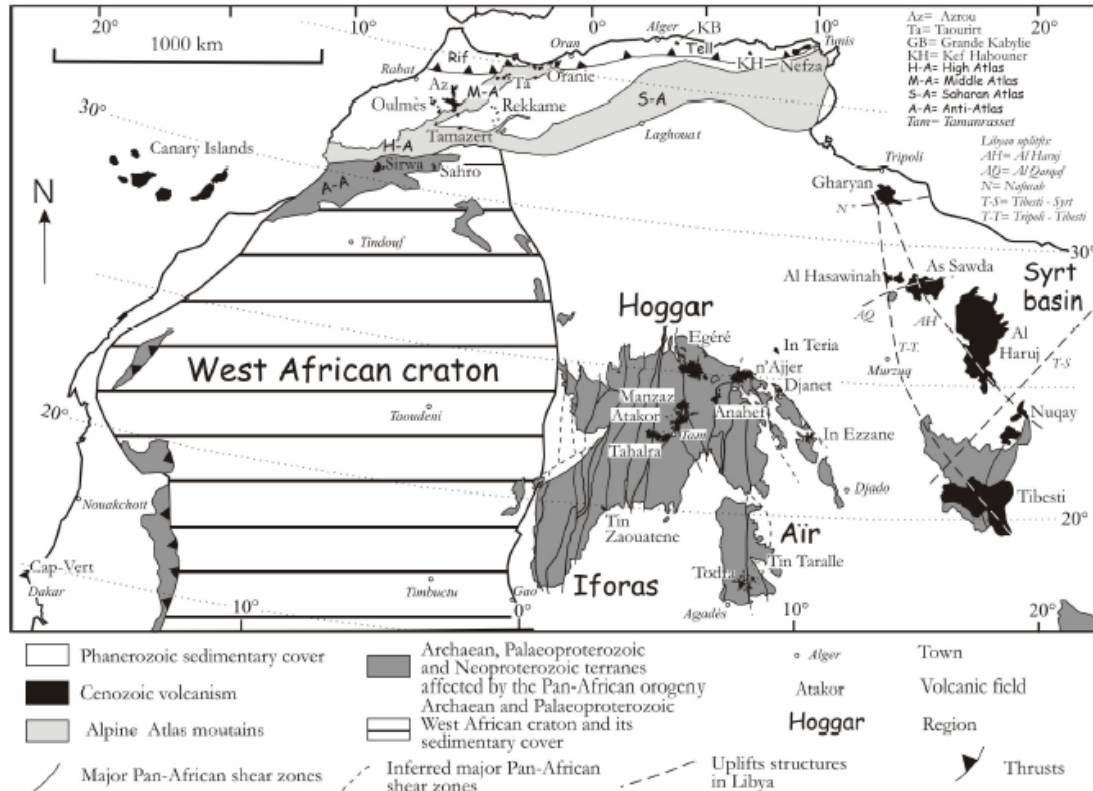 10°
0°
Alger
KB
10°
20°
1000 km
Oran
Tunis
Rif
Tell
Rabat
Oranie
KH
Nefza
Az
M-A
Ta
Oulmès
Rekkame
S-A
30°
Tamazert
Laghouat
H-A
Canary Islands
Sirwa
Sahro
A-A
Tripoli
N
Gharyan
N
Tindouf
30°
Az= Azrou
Ta= Taourirt
GB= Grande Kabylie
KH= Kef Hahouner
H-A= High Atlas
M-A= Middle Atlas
S-A= Saharan Atlas
A-A= Anti-Atlas
Tam= Tamanrasset
Libyan uplitfts:
AH= Al Haruj
AQ= Al Qarqaf
N= Nafusah
T-S= Tibesti - Syrt
T-T= Tripoli - Tibesti
Al Hasawinah
As Sawda
Syrt
basin
AQ
AH
Al
Haruj
Hoggar
Egéré
In Teria
T-T.
T-S
West African craton
n'Ajjer
Murzuq
Djanet
Manzaz
Anahef
Taoudeni
Atakor
Nuqay
20°
Tam
In Ezzane
Tahalra
Nouakchott
Djado
Tibesti
20°
Tin
Zaouatene
Aïr
Cap-Vert
Tin Taralle
Dakar
Timbuctu
Iforas
Todra
Gao
Agadès
10°
0°
10°
20°
Phanerozoic sedimentary cover
Cenozoic volcanism
Alpine Atlas moutains
Major Pan-African shear zones
Archaean, Palaeoproterozoic
and Neoproterozoic terranes
affected by the Pan-African orogeny
Archaean and Palaeoproterozoic
West African craton and its
sedimentary cover
Inferred major Pan-African
shear zones
Alger
Town
Atakor
Volcanic field
Hoggar
Region
Uplifts structures
in Libya
Thrusts